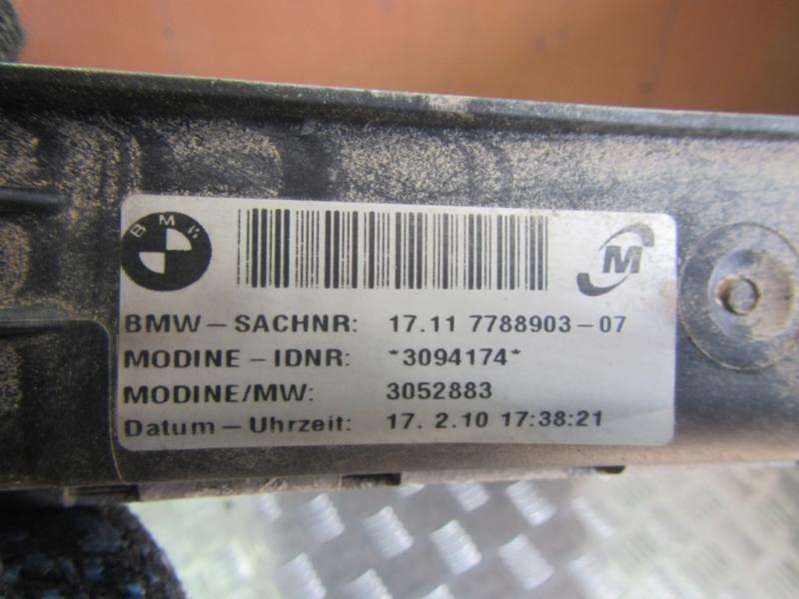 BMW
M
BMW-SACHNR: 17.11 7788903-07
MODINE-IDNR: *3094174*
MODINE/MW: 3052883
Datum-Uhrzeit: 17. 2.10 17:38:21